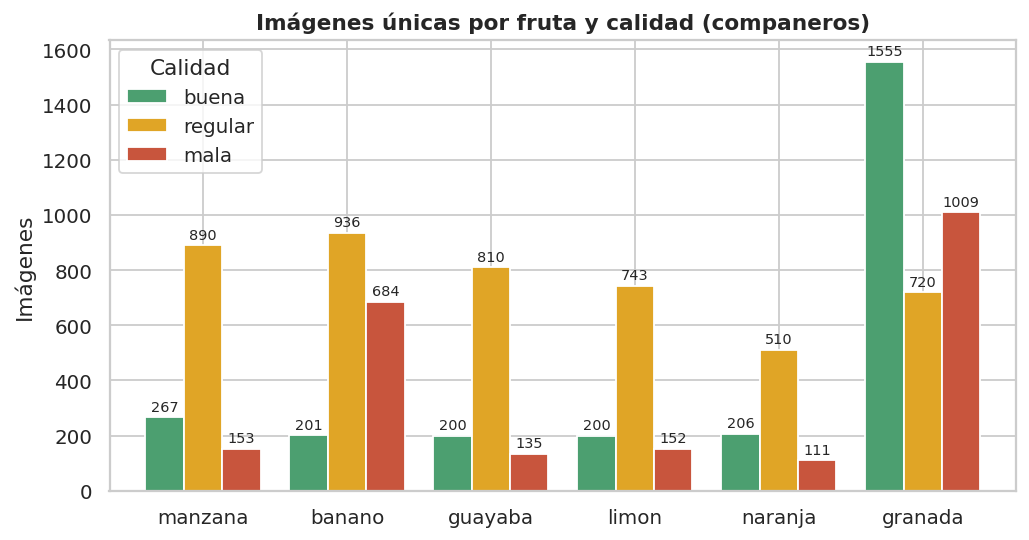 Imágenes únicas por fruta y calidad (companeros)
Calidad
buena
regular
mala
Imágenes
1600
1400
1200
1000
800
600
400
200
0
267
890
153
201
936
684
200
810
135
200
743
152
206
510
111
1555
720
1009
manzana
banano
guayaba
limon
naranja
granada